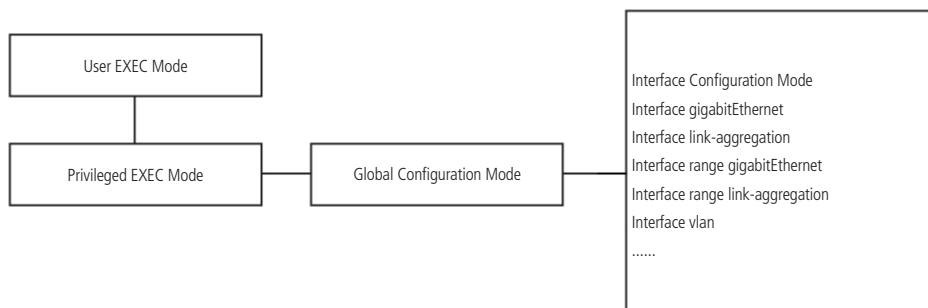 User EXEC Mode
Privileged EXEC Mode
Global Configuration Mode
Interface Configuration Mode
Interface gigabitEthernet
Interface link-aggregation
Interface range gigabitEthernet
Interface range link-aggregation
Interface vlan
......